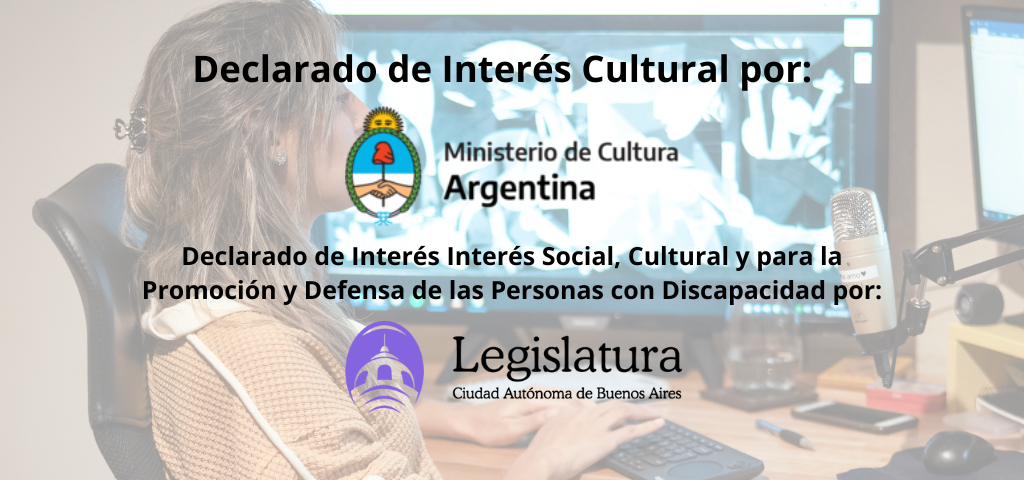 Declarado de Interés Cultural por:
Ministerio de Cultura
Argentina
Declarado de Interés Interés Social, Cultural y para la
Promoción y Defensa de las Personas con Discapacidad por:
Legislatura
Ciudad Autónoma de Buenos Aires